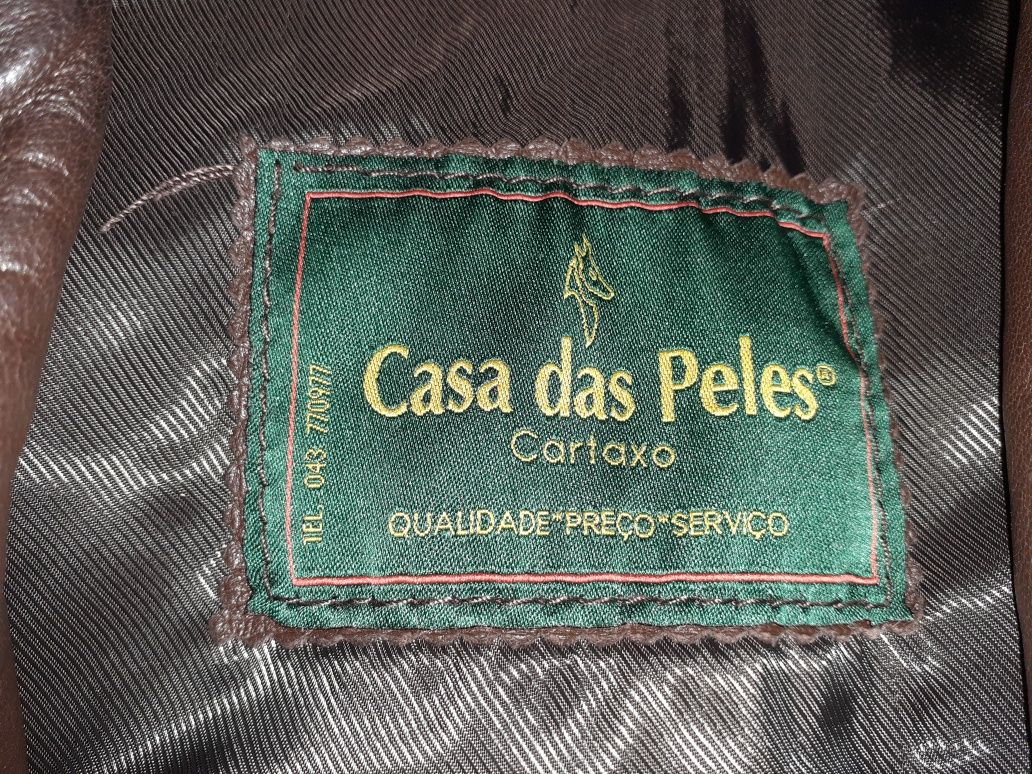 Casa das Peles®
Cartaxo
QUALIDADE*PREÇO*SERVIÇO
TEL. 043 770977